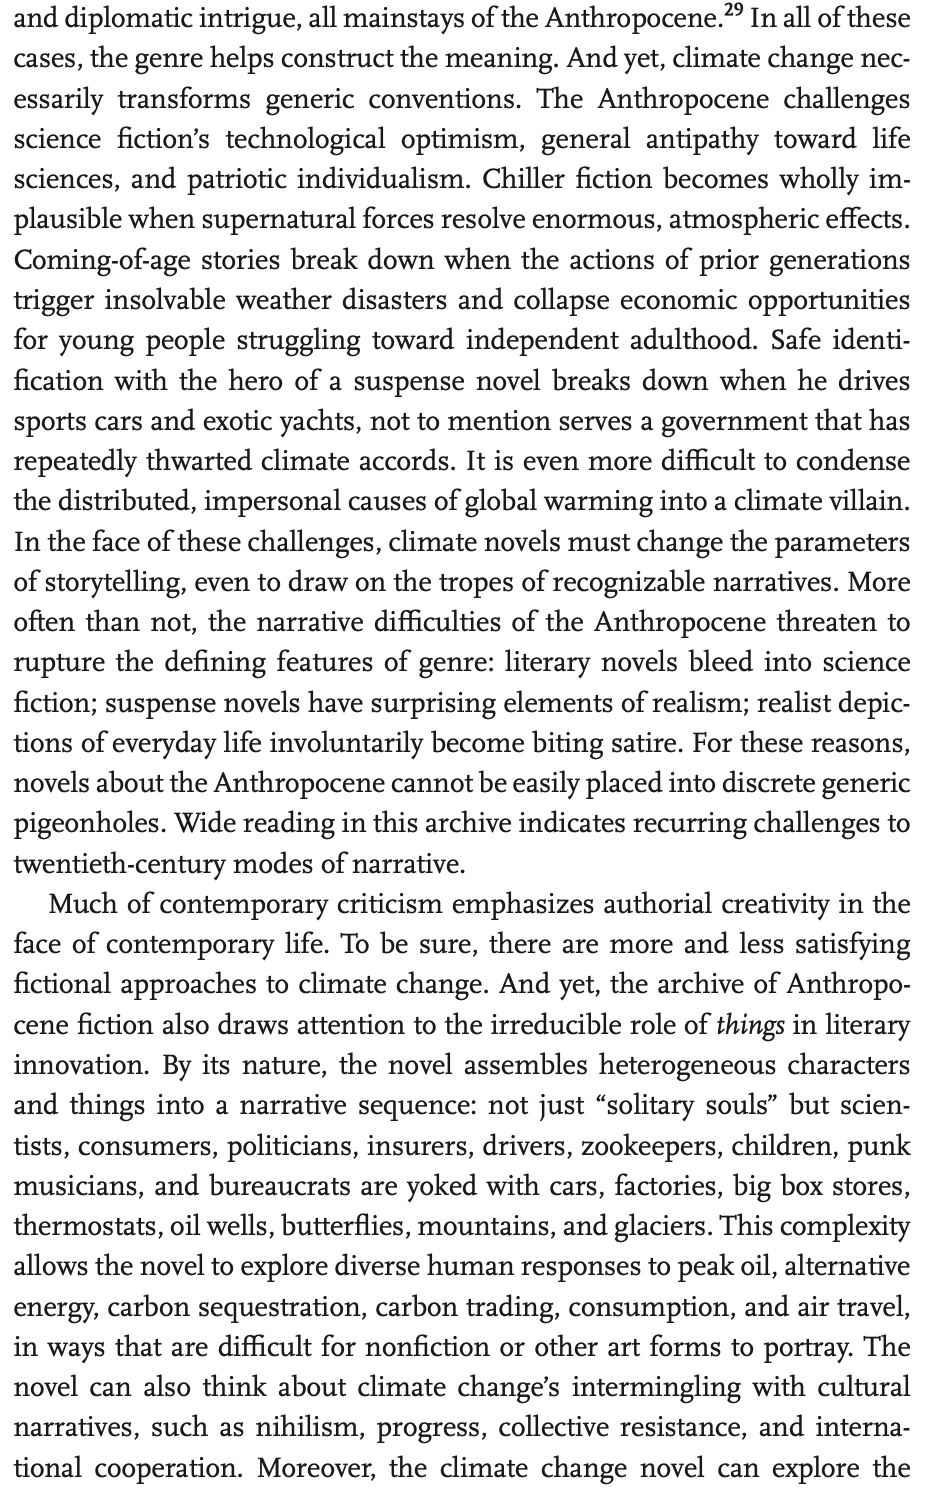 and diplomatic intrigue, all mainstays of the Anthropocene.29 In all of these
cases, the genre helps construct the meaning. And yet, climate change nec-
essarily transforms generic conventions. The Anthropocene challenges
science fiction’s technological optimism, general antipathy toward life
sciences, and patriotic individualism. Chiller fiction becomes wholly im-
plausible when supernatural forces resolve enormous, atmospheric effects.
Coming-of-age stories break down when the actions of prior generations
trigger insolvable weather disasters and collapse economic opportunities
for young people struggling toward independent adulthood. Safe identi-
fication with the hero of a suspense novel breaks down when he drives
sports cars and exotic yachts, not to mention serves a government that has
repeatedly thwarted climate accords. It is even more difficult to condense
the distributed, impersonal causes of global warming into a climate villain.
In the face of these challenges, climate novels must change the parameters
of storytelling, even to draw on the tropes of recognizable narratives. More
often than not, the narrative difficulties of the Anthropocene threaten to
rupture the defining features of genre: literary novels bleed into science
fiction; suspense novels have surprising elements of realism; realist depic-
tions of everyday life involuntarily become biting satire. For these reasons,
novels about the Anthropocene cannot be easily placed into discrete generic
pigeonholes. Wide reading in this archive indicates recurring challenges to
twentieth-century modes of narrative.
Much of contemporary criticism emphasizes authorial creativity in the
face of contemporary life. To be sure, there are more and less satisfying
fictional approaches to climate change. And yet, the archive of Anthropo-
cene fiction also draws attention to the irreducible role of things in literary
innovation. By its nature, the novel assembles heterogeneous characters
and things into a narrative sequence: not just “solitary souls” but scien-
tists, consumers, politicians, insurers, drivers, zookeepers, children, punk
musicians, and bureaucrats are yoked with cars, factories, big box stores,
thermostats, oil wells, butterflies, mountains, and glaciers. This complexity
allows the novel to explore diverse human responses to peak oil, alternative
energy, carbon sequestration, carbon trading, consumption, and air travel,
in ways that are difficult for nonfiction or other art forms to portray. The
novel can also think about climate change’s intermingling with cultural
narratives, such as nihilism, progress, collective resistance, and interna-
tional cooperation. Moreover, the climate change novel can explore the